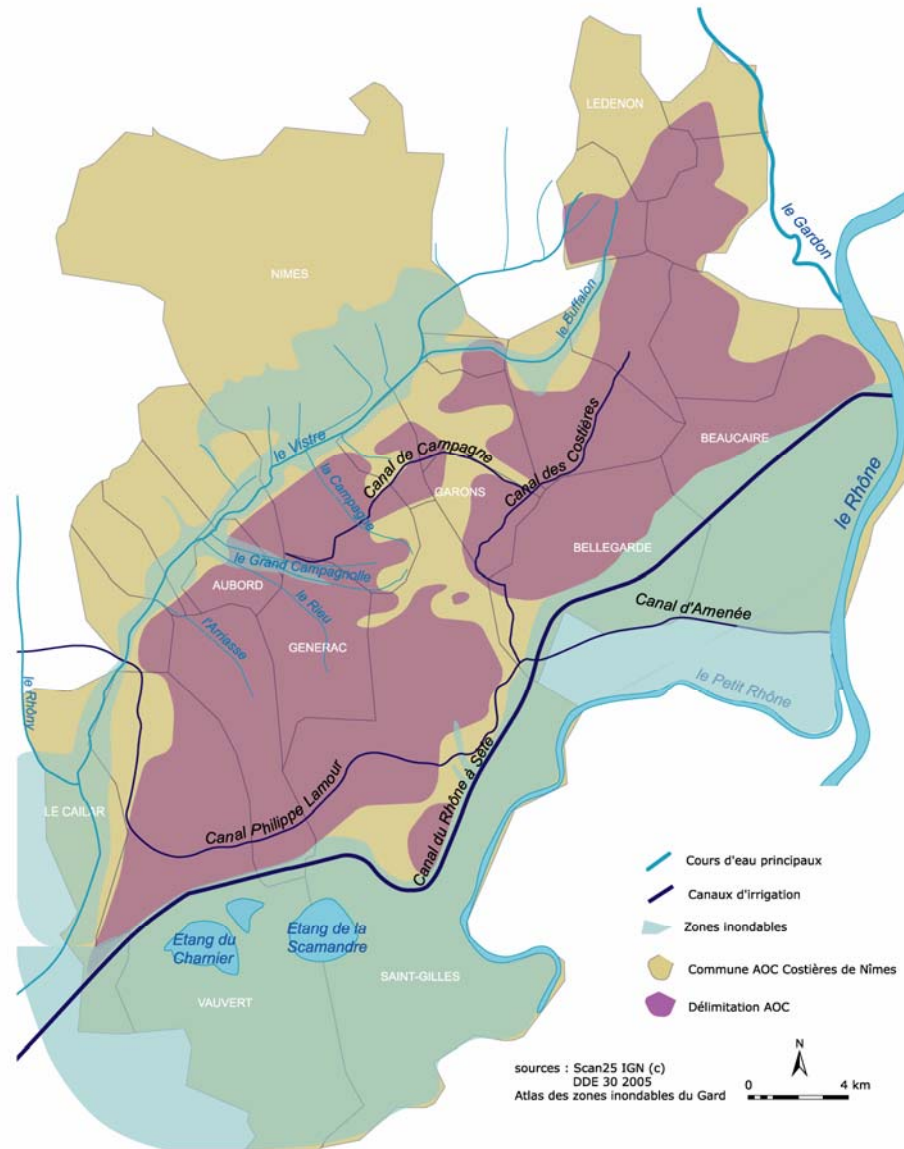 LEDENON
le Gardon
NIMES
le Buffalon
le Vistre
Canal de Campagne
la Campagne
Canal des Costières
BEAUCAIRE
GARONS
le Rhône
BELLEGARDE
le Grand Campagnolle
AUBORD
le Rieu
Canal d'Amenée
l'Arriasse
GENERAC
le Rhôny
le Petit Rhône
LE CAILAR
Canal Philippe Lamour
Canal du Rhône à Sète
Etang du
Charnier
Etang de la
Scamandre
SAINT-GILLES
VAUVERT
Cours d'eau principaux
Canaux d'irrigation
Zones inondables
Commune AOC Costières de Nîmes
Délimitation AOC
N
sources : Scan25 IGN (c)
DDE 30 2005
Atlas des zones inondables du Gard
0 4 km